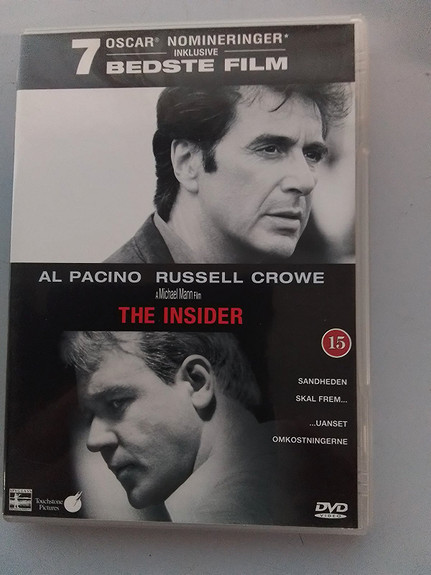 7 OSCAR® NOMINERINGER*
INKLUSIVE
BEDSTE FILM
AL PACINO RUSSELL CROWE
A Michael Mann Film
THE INSIDER
15
SANDHEDEN
SKAL FREM...
...UANSET
OMKOSTNINGERNE
Touchstone
Pictures
DVD
VIDEO